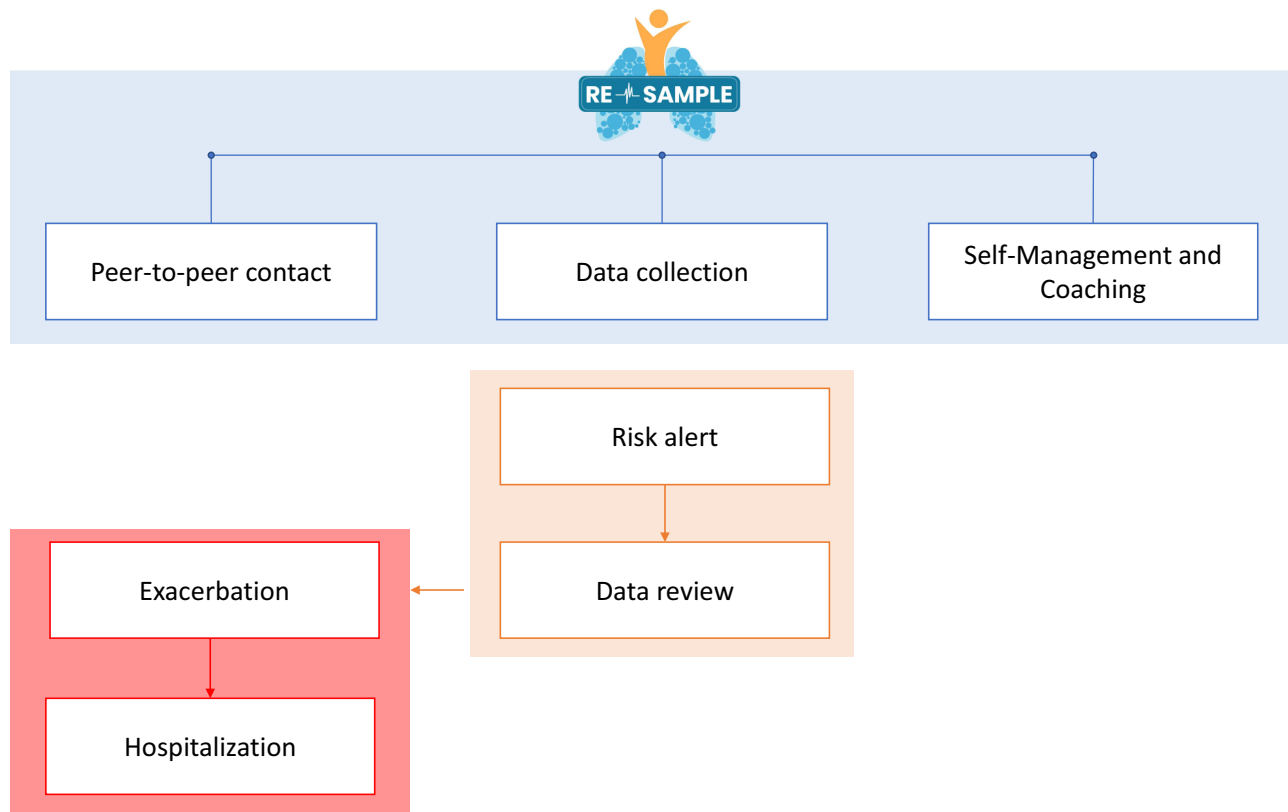 RE SAMPLE
Peer-to-peer contact
Data collection
Self-Management and
Coaching
Risk alert
Data review
Exacerbation
Hospitalization